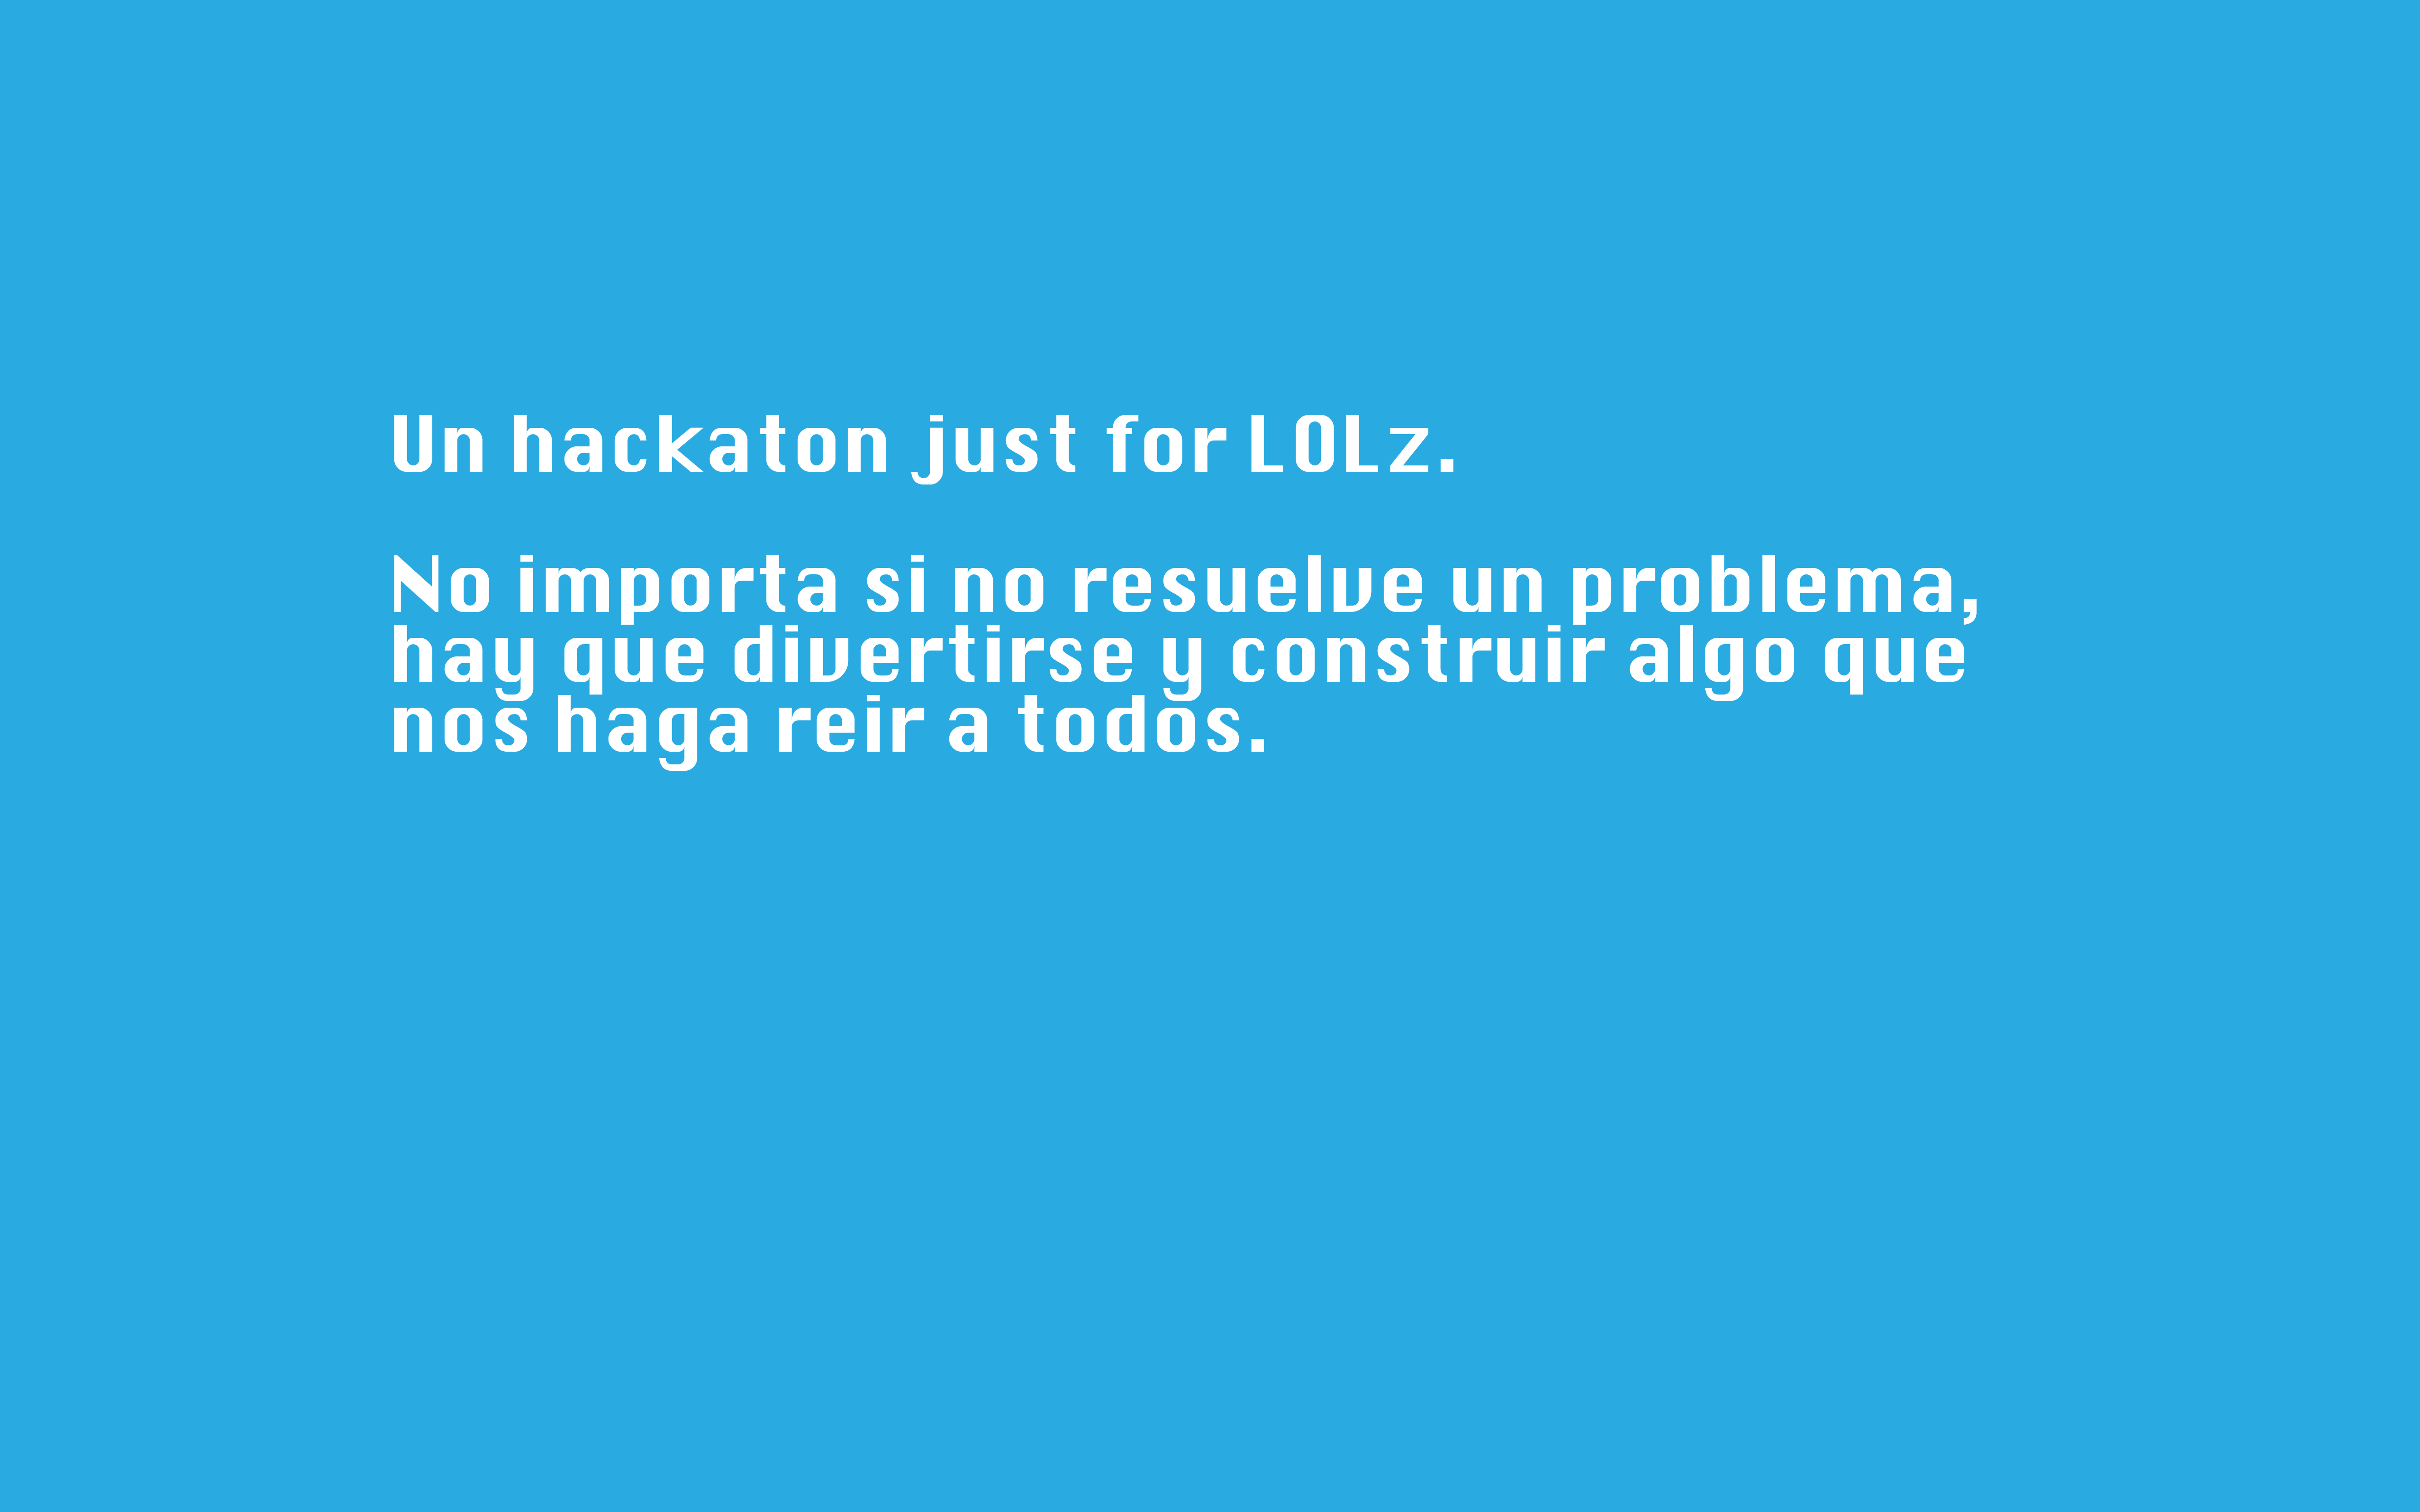 Un hackaton just for LOLz.
No importa si no resuelve un problema,
hay que divertirse y construir algo que
nos haga reir a todos.